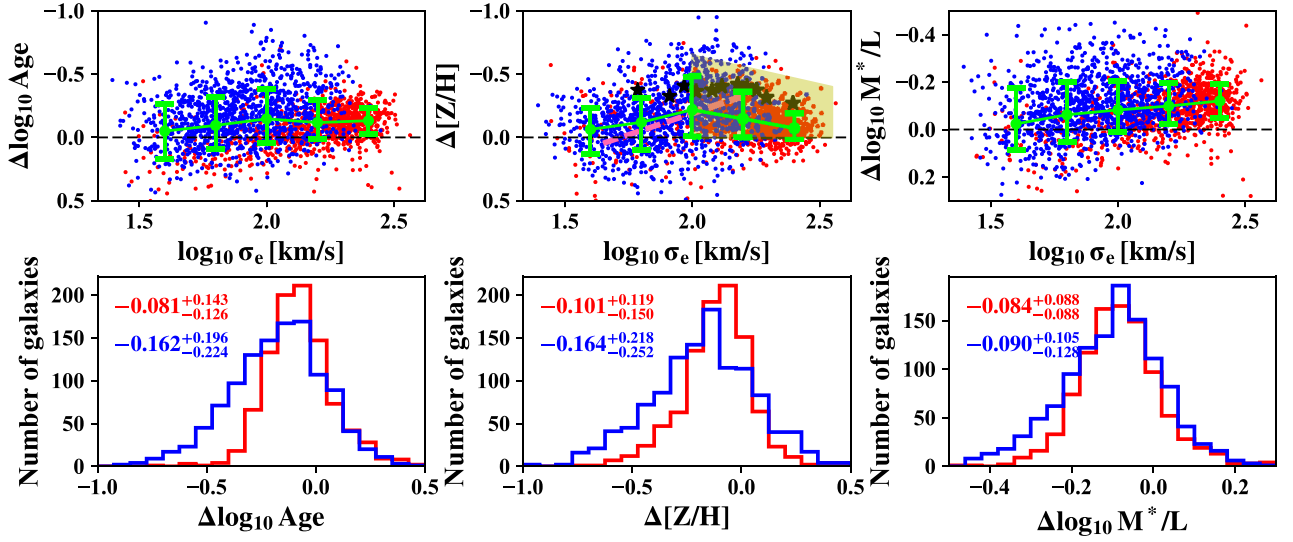 Δlog₁₀ Age
−1.0
−0.5
0.0
0.5
1.5 2.0 2.5
log₁₀ σₑ [km/s]
Δ[Z/H]
−1.0
−0.5
0.0
0.5
1.5 2.0 2.5
log₁₀ σₑ [km/s]
Δlog₁₀ M*/L
−0.4
−0.2
0.0
0.2
1.5 2.0 2.5
log₁₀ σₑ [km/s]
Number of galaxies
200
150
100
50
0
−0.081 +0.143 −0.126
−0.162 +0.196 −0.224
−1.0 −0.5 0.0 0.5
Δlog₁₀ Age
Number of galaxies
200
150
100
50
0
−0.101 +0.119 −0.150
−0.164 +0.218 −0.252
−1.0 −0.5 0.0 0.5
Δ[Z/H]
Number of galaxies
150
100
50
0
−0.084 +0.088 −0.088
−0.090 +0.105 −0.128
−0.4 −0.2 0.0 0.2
Δlog₁₀ M*/L